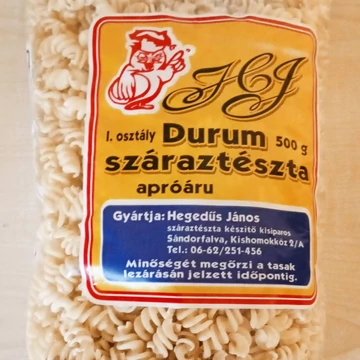 HJ
I. osztály Durum 500 g
száraztészta
apróáru
Gyártja: Hegedűs János
száraztészta készítő kisiparos
Sándorfalva, Kishomokköz 2/A
Tel.: 06-62/251-456
Minőségét megőrzi a tasak
lezárásán jelzett időpontig.